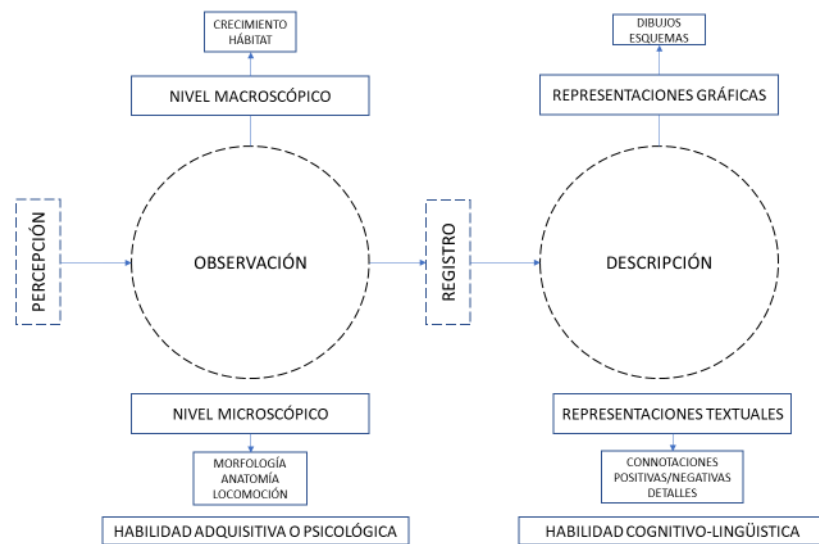 CRECIMIENTO
HÁBITAT
DIBUJOS
ESQUEMAS
NIVEL MACROSCÓPICO
REPRESENTACIONES GRÁFICAS
PERCEPCIÓN
OBSERVACIÓN
REGISTRO
DESCRIPCIÓN
NIVEL MICROSCÓPICO
REPRESENTACIONES TEXTUALES
MORFOLOGÍA
ANATOMÍA
LOCOMOCIÓN
CONNOTACIONES
POSITIVAS/NEGATIVAS
DETALLES
HABILIDAD ADQUISITIVA O PSICOLÓGICA
HABILIDAD COGNITIVO-LINGÜISTICA